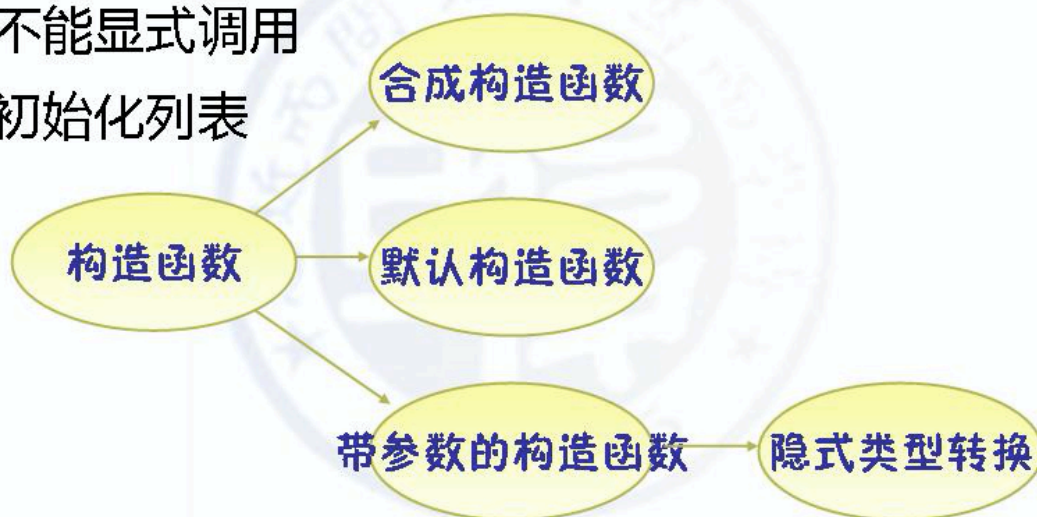 不能显式调用
初始化列表
合成构造函数
构造函数
默认构造函数
带参数的构造函数
隐式类型转换